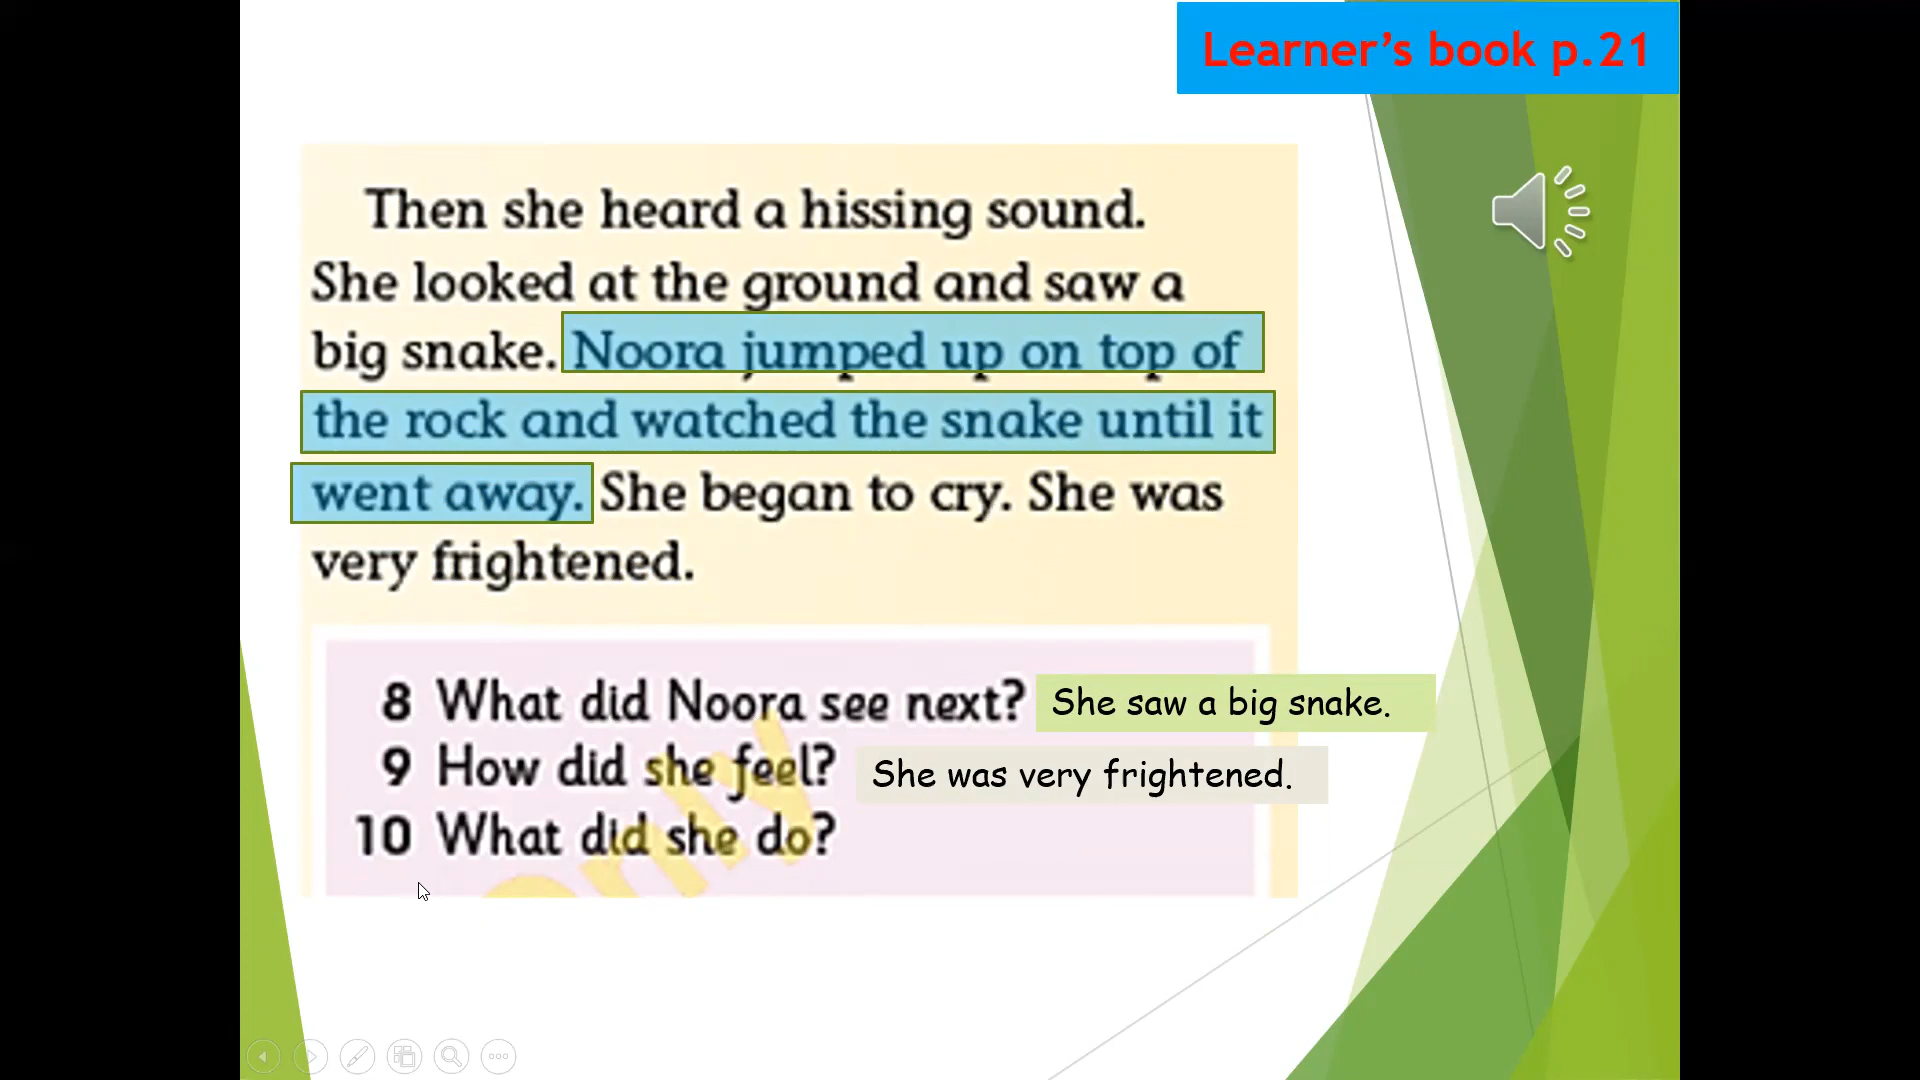 Learner’s book p.21
Then she heard a hissing sound.
She looked at the ground and saw a
big snake. Noora jumped up on top of
the rock and watched the snake until it
went away. She began to cry. She was
very frightened.
8 What did Noora see next? She saw a big snake.
9 How did she feel? She was very frightened.
10 What did she do?
only